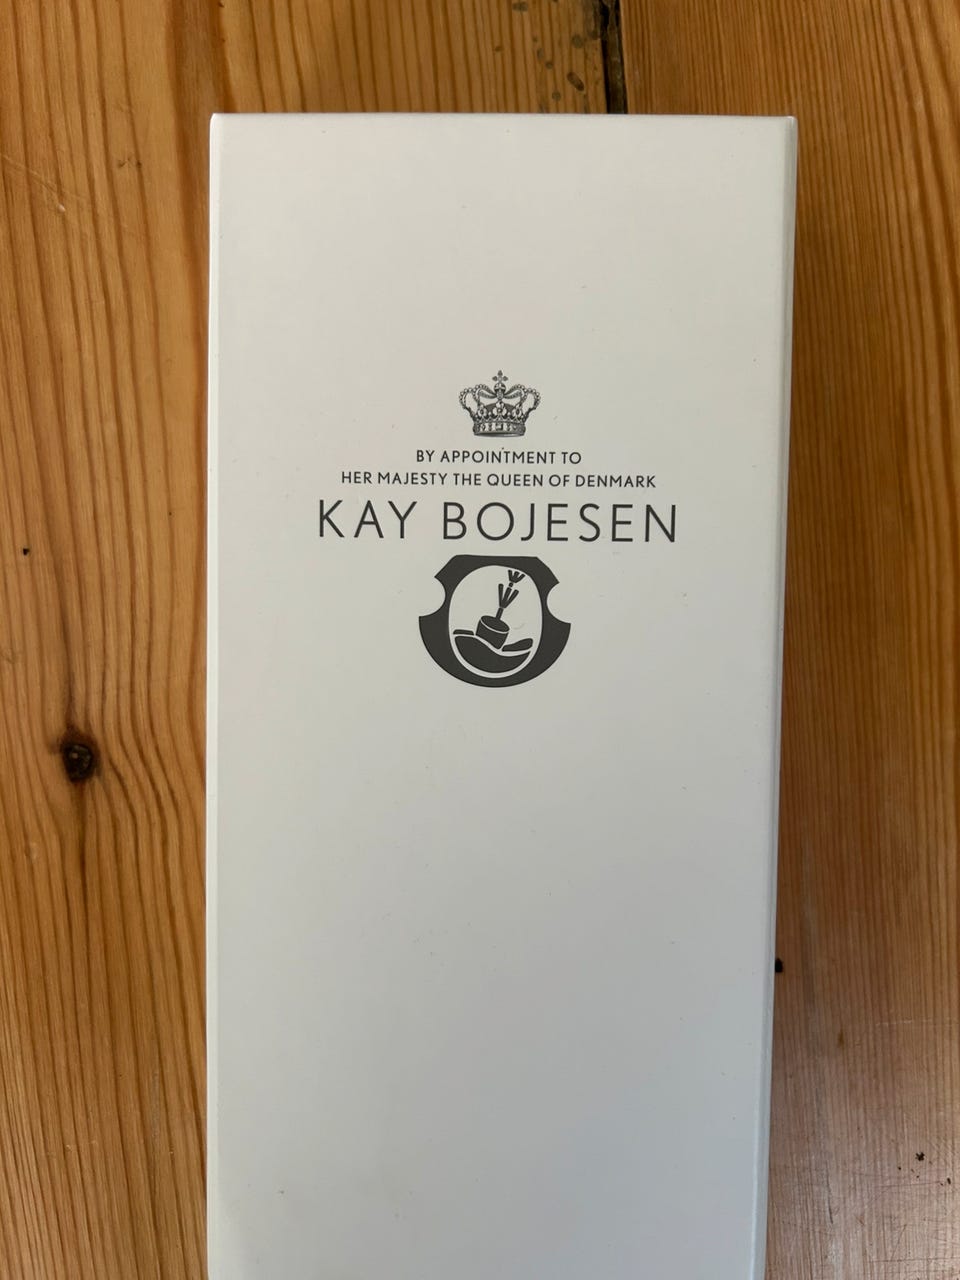 BY APPOINTMENT TO
HER MAJESTY THE QUEEN OF DENMARK
KAY BOJESEN